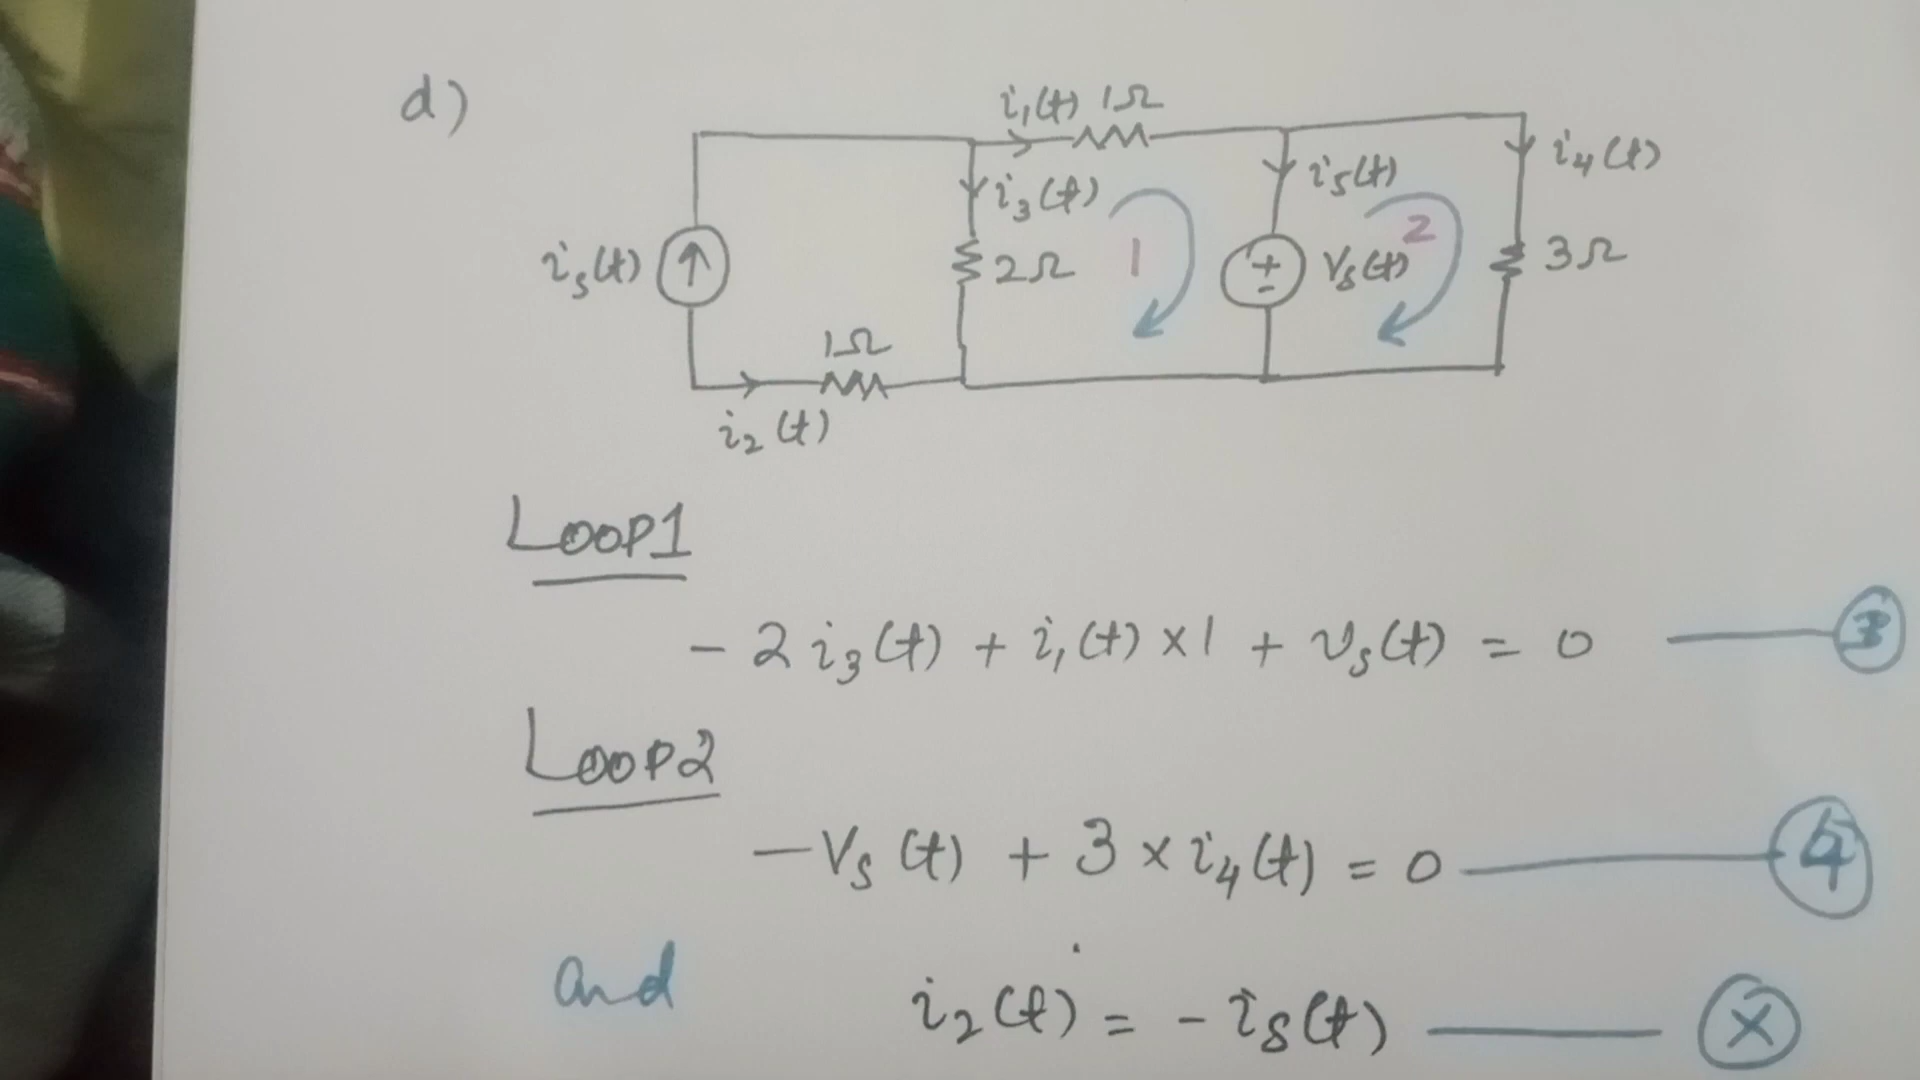 d)
i₁(t) 1Ω
i₃(t)
i₅(t)
i₄(t)
iₛ(t)
2Ω
1
Vₛ(t)
2
3Ω
1Ω
i₂(t)
LOOP1
- 2 i₃(t) + i₁(t) × 1 + vₛ(t) = 0 — 3
LOOP2
- Vₛ(t) + 3 × i₄(t) = 0 — 4
and i₂(t) = - iₛ(t) — X